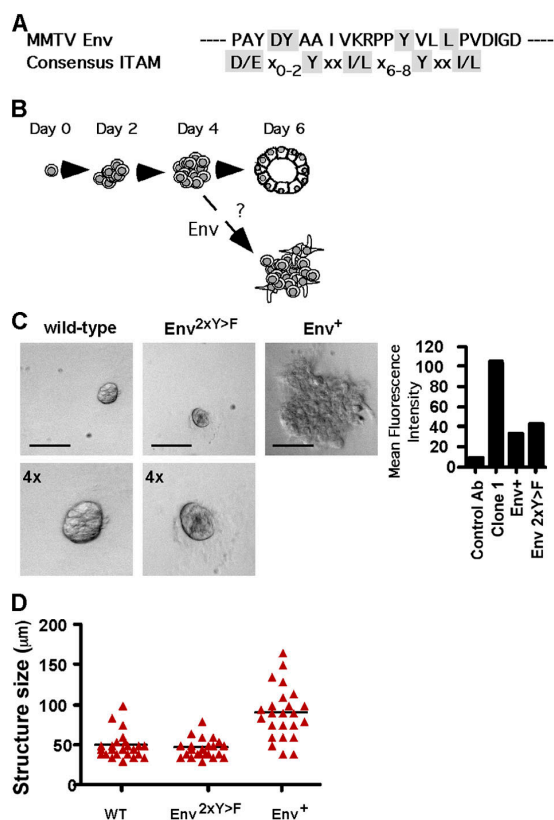 A
MMTV Env ---- PAY DY AA I VKRPP Y VL L PVDIGD ----
Consensus ITAM D/E x0-2 Y xx I/L x6-8 Y xx I/L
B
Day 0 Day 2 Day 4 Day 6
?
Env
C
wild-type Env2xY>F Env+
4x 4x
Mean Fluorescence
Intensity
120
100
80
60
40
20
0
Control Ab
Clone 1
Env+
Env 2xY>F
D
Structure size (μm)
200
150
100
50
0
WT Env2xY>F Env+